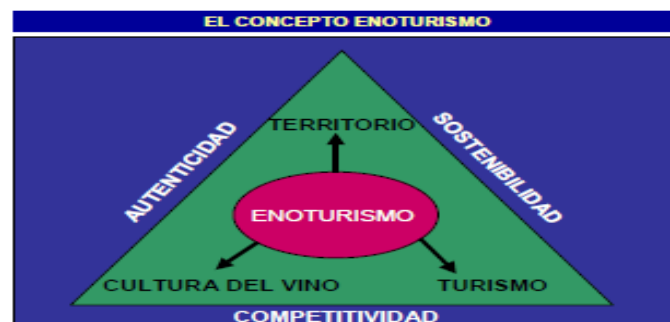 EL CONCEPTO ENOTURISMO
TERRITORIO
AUTENTICIDAD
SOSTENIBILIDAD
ENOTURISMO
CULTURA DEL VINO
TURISMO
COMPETITIVIDAD